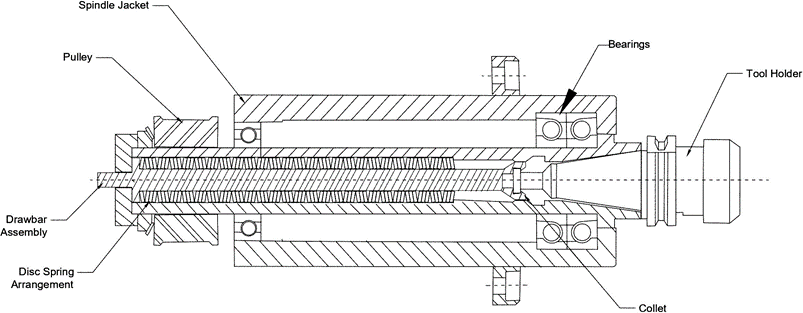 Spindle Jacket
Pulley
Bearings
Tool Holder
Drawbar
Assembly
Disc Spring
Arrangement
Collet